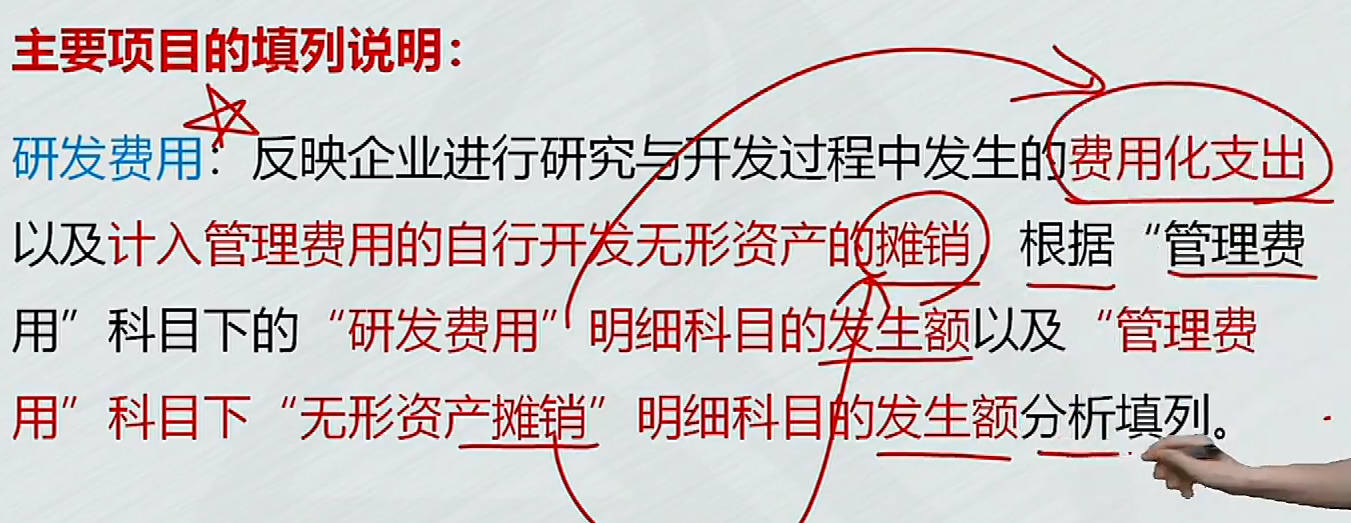 主要项目的填列说明：
研发费用：反映企业进行研究与开发过程中发生的费用化支出
以及计入管理费用的自行开发无形资产的摊销，根据“管理费
用”科目下的“研发费用”明细科目的发生额以及“管理费
用”科目下“无形资产摊销”明细科目的发生额分析填列。